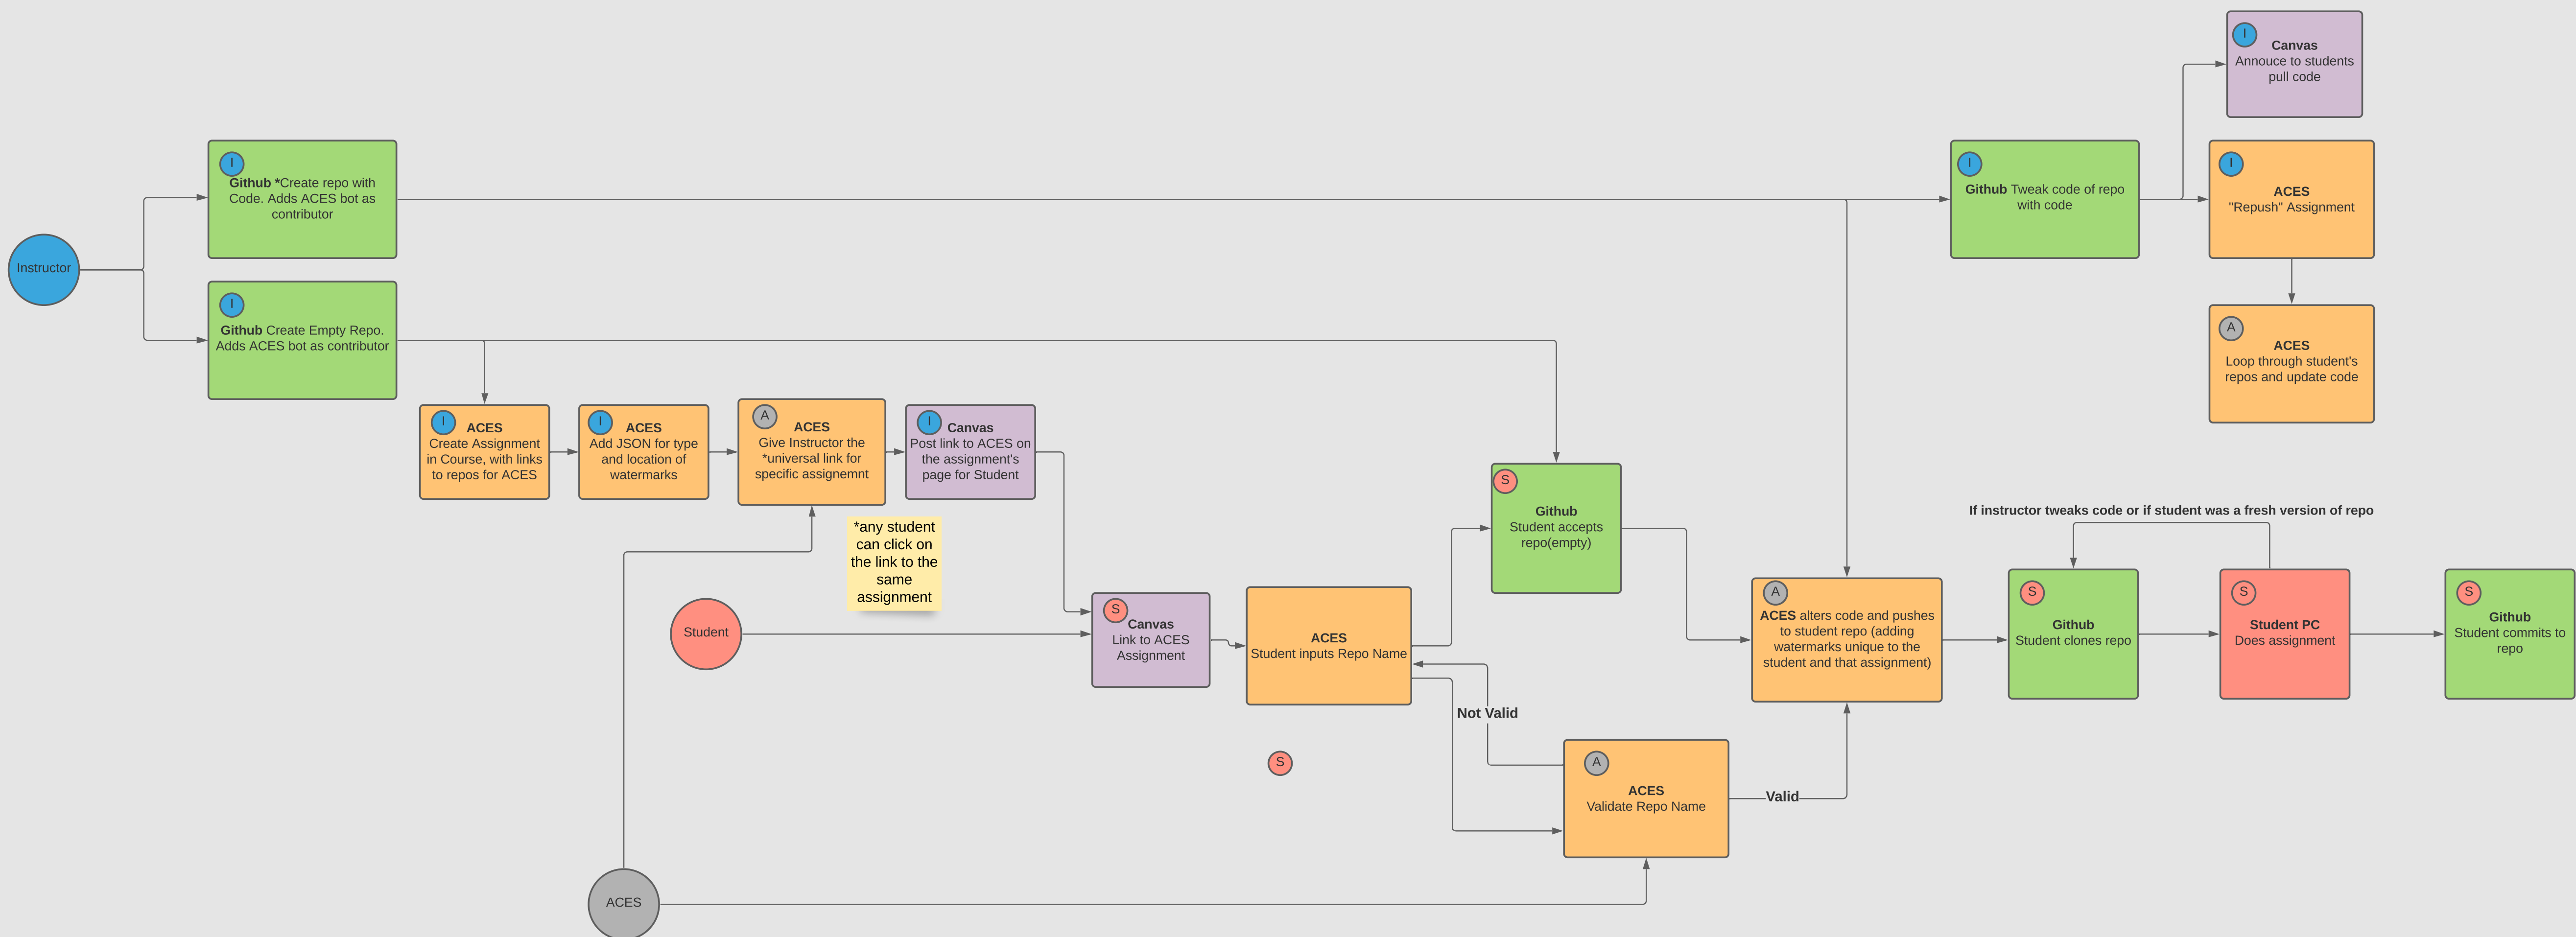 I
Canvas
Annouce to students
pull code
I
Github *Create repo with
Code. Adds ACES bot as
contributor
I
Github Tweak code of repo
with code
I
ACES
"Repush" Assignment
Instructor
I
Github Create Empty Repo.
Adds ACES bot as contributor
A
ACES
Loop through student's
repos and update code
I
ACES
Create Assignment
in Course, with links
to repos for ACES
I
ACES
Add JSON for type
and location of
watermarks
A
ACES
Give Instructor the
*universal link for
specific assignemnt
I
Canvas
Post link to ACES on
the assignment's
page for Student
*any student
can click on
the link to the
same
assignment
S
Github
Student accepts
repo(empty)
If instructor tweaks code or if student was a fresh version of repo
Student
S
Canvas
Link to ACES
Assignment
ACES
Student inputs Repo Name
A
ACES alters code and pushes
to student repo (adding
watermarks unique to the
student and that assignment)
S
Github
Student clones repo
S
Student PC
Does assignment
S
Github
Student commits to
repo
Not Valid
S
A
ACES
Validate Repo Name
Valid
ACES